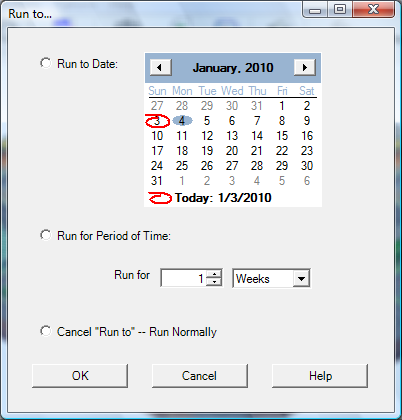 Run to...
Run to Date:
January, 2010
Sun Mon Tue Wed Thu Fri Sat
27 28 29 30 31 1 2
3 4 5 6 7 8 9
10 11 12 13 14 15 16
17 18 19 20 21 22 23
24 25 26 27 28 29 30
31 1 2 3 4 5 6
Today: 1/3/2010
Run for Period of Time:
Run for 1 Weeks
Cancel "Run to" -- Run Normally
OK Cancel Help